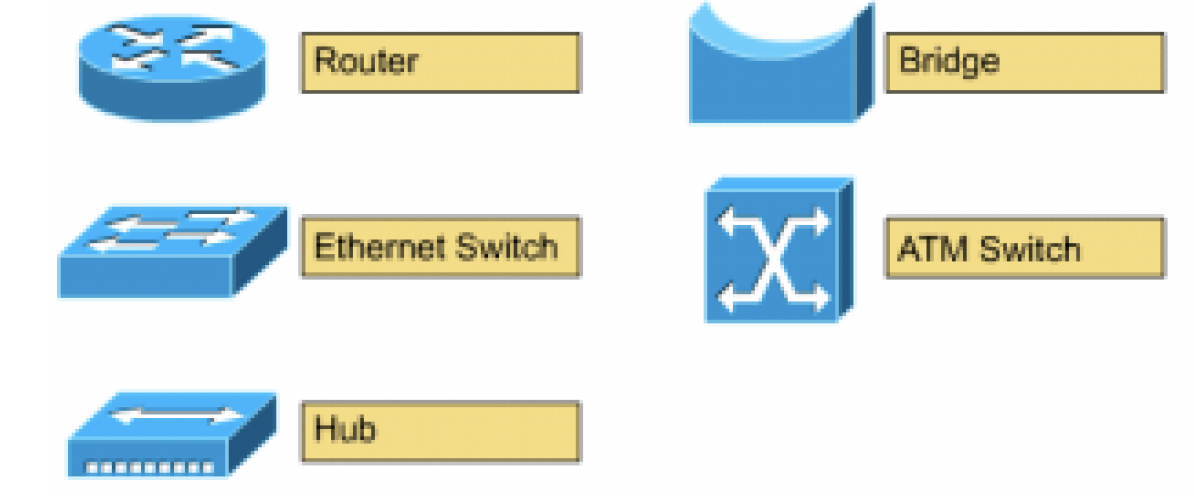 Router
Bridge
Ethernet Switch
ATM Switch
Hub